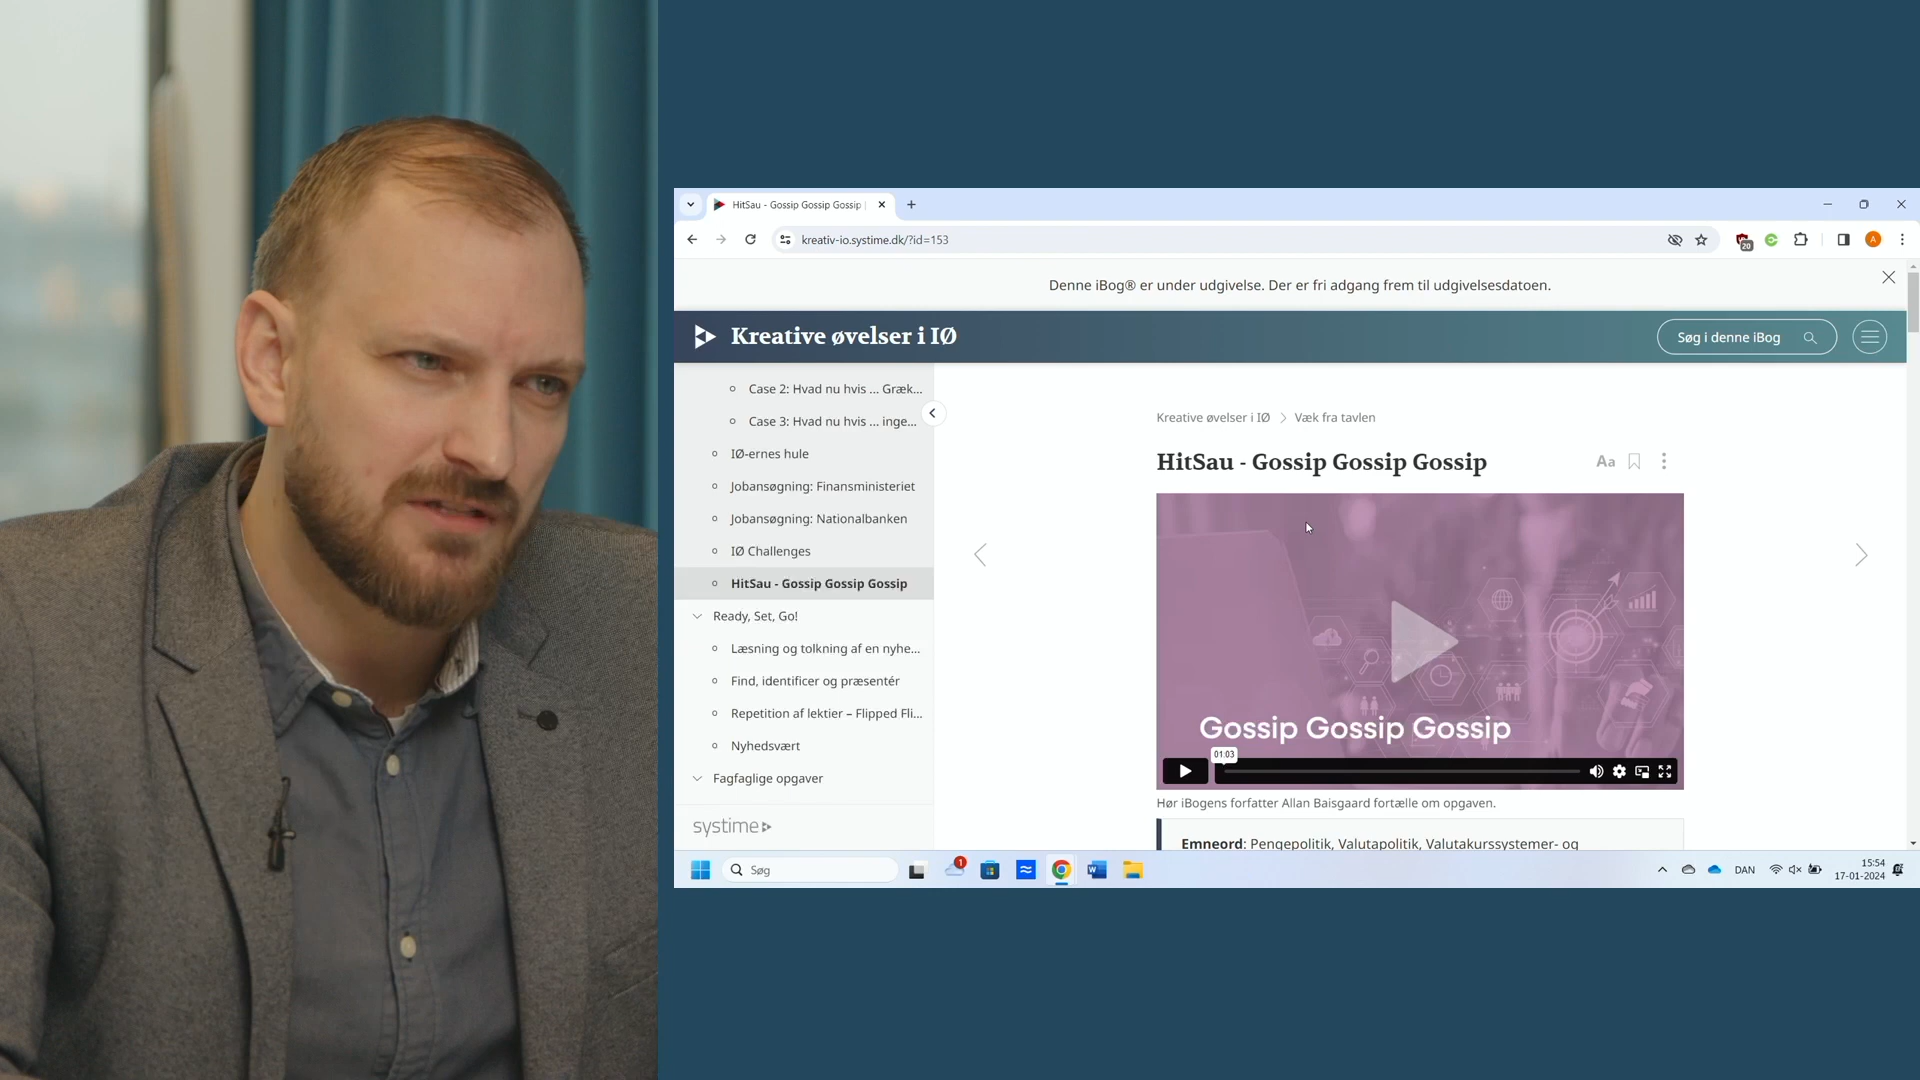 HitSau - Gossip Gossip Gossip
kreativ-io.systime.dk/?id=153
20
A
Denne iBog® er under udgivelse. Der er fri adgang frem til udgivelsesdatoen.
Kreative øvelser i IØ
Søg i denne iBog
Case 2: Hvad nu hvis ... Græk...
Case 3: Hvad nu hvis ... inge...
IØ-ernes hule
Jobansøgning: Finansministeriet
Jobansøgning: Nationalbanken
IØ Challenges
HitSau - Gossip Gossip Gossip
Ready, Set, Go!
Læsning og tolkning af en nyhe...
Find, identificer og præsentér
Repetition af lektier – Flipped Fli...
Nyhedsvært
Fagfaglige opgaver
systime
Kreative øvelser i IØ
Væk fra tavlen
HitSau - Gossip Gossip Gossip
Aa
Gossip Gossip Gossip
01:03
Hør iBogens forfatter Allan Baisgaard fortælle om opgaven.
Emneord: Pengepolitik, Valutapolitik, Valutakurssystemer- og
Søg
1
DAN
15:54
17-01-2024